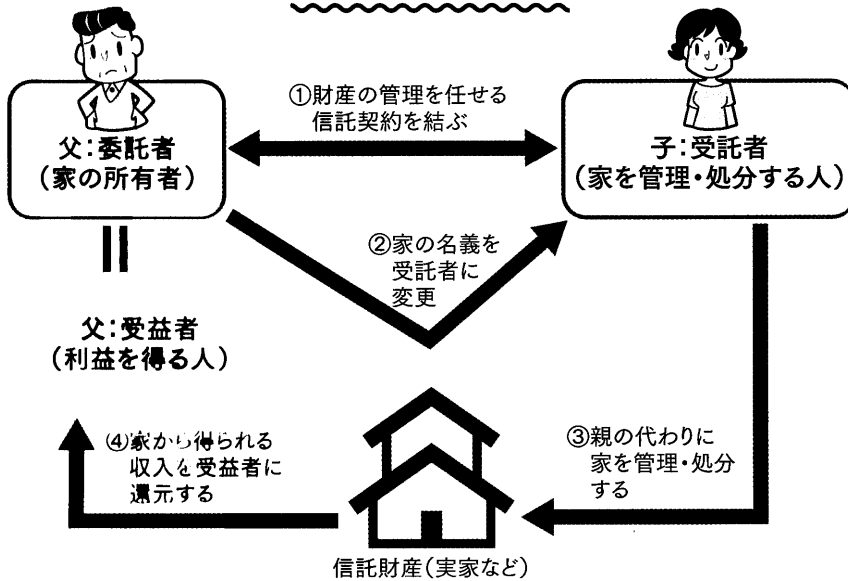 ①財産の管理を任せる
信託契約を結ぶ
父：委託者
（家の所有者）
子：受託者
（家を管理・処分する人）
②家の名義を
受託者に
変更
父：受益者
（利益を得る人）
④家から得られる
収入を受益者に
還元する
③親の代わりに
家を管理・処分
する
信託財産（実家など）